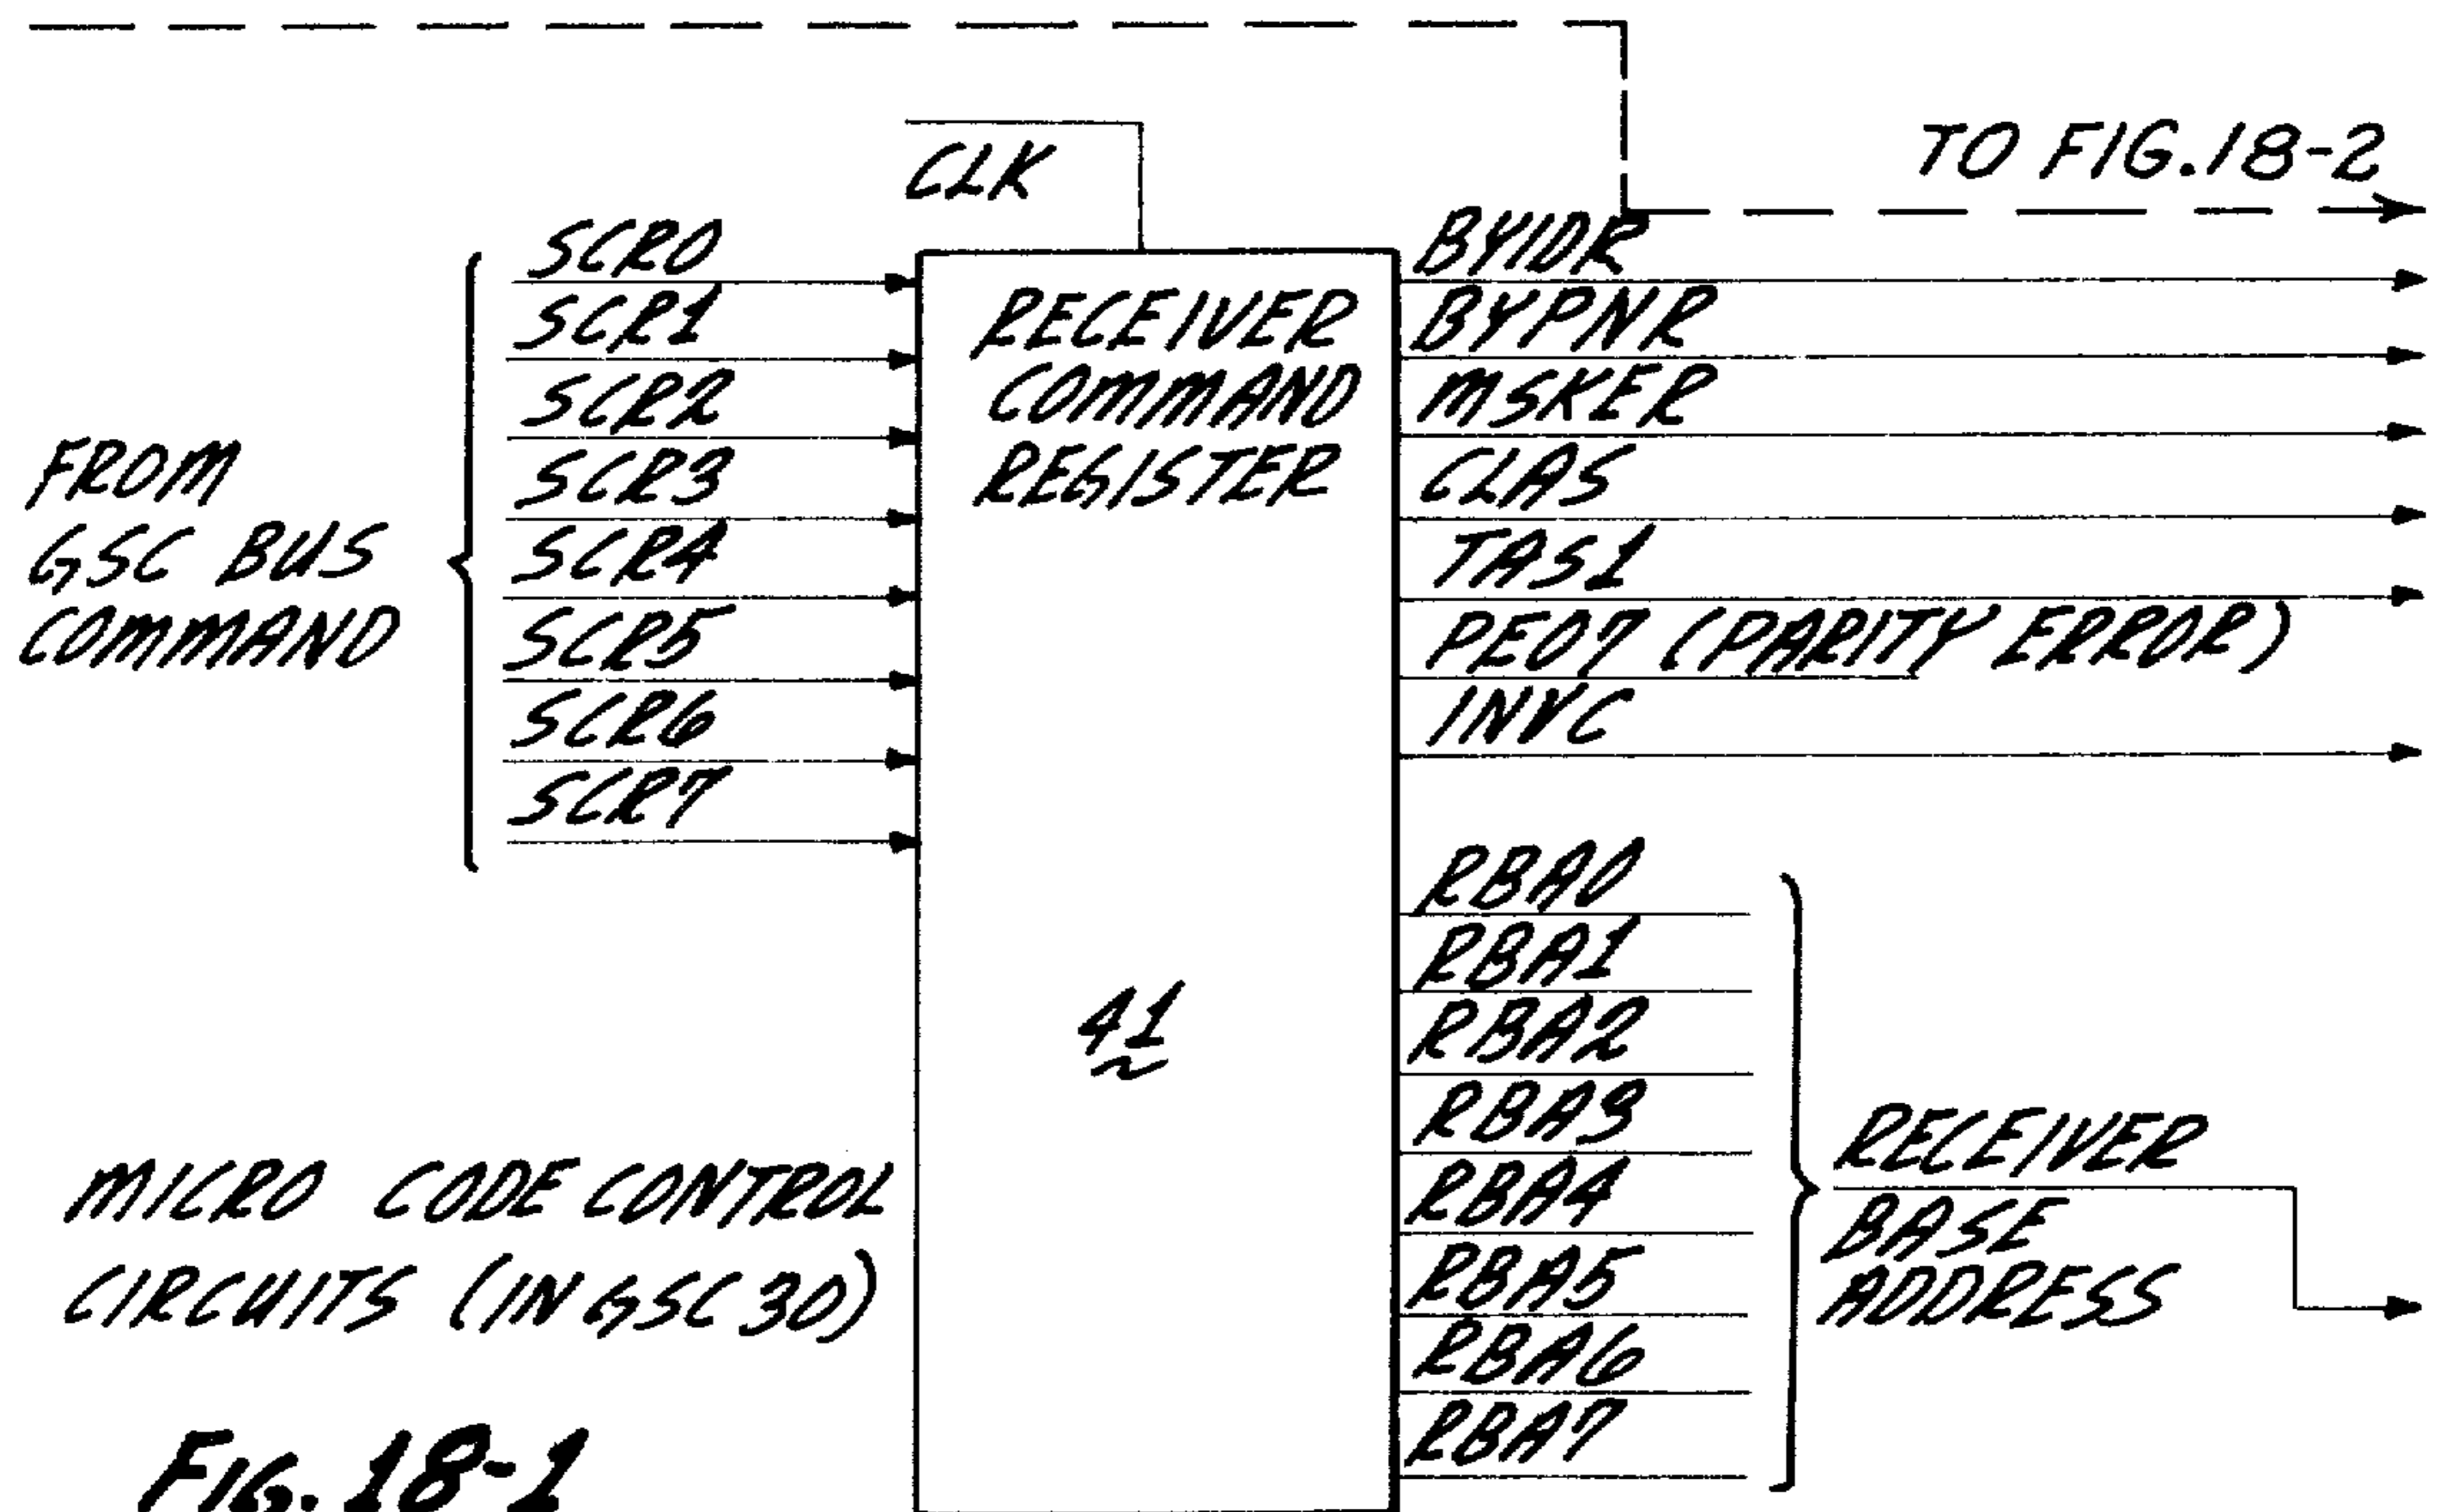 CLK
TO FIG. 18-2
FROM
GSC BUS
COMMAND
SCR0
SCR1
SCR2
SCR3
SCR4
SCR5
SCR6
SCR7
RECEIVER
COMMAND
REGISTER
41
BYIDR
BYPNR
MSKER
CLAS
TAS1
PE07 (PARITY ERROR)
INVC
RBA0
RBA1
RBA2
RBA3
RBA4
RBA5
RBA6
RBA7
RECEIVER
BASE
ADDRESS
MICRO CODE CONTROL
CIRCUITS (IN GSC 30)
FIG. 18-1